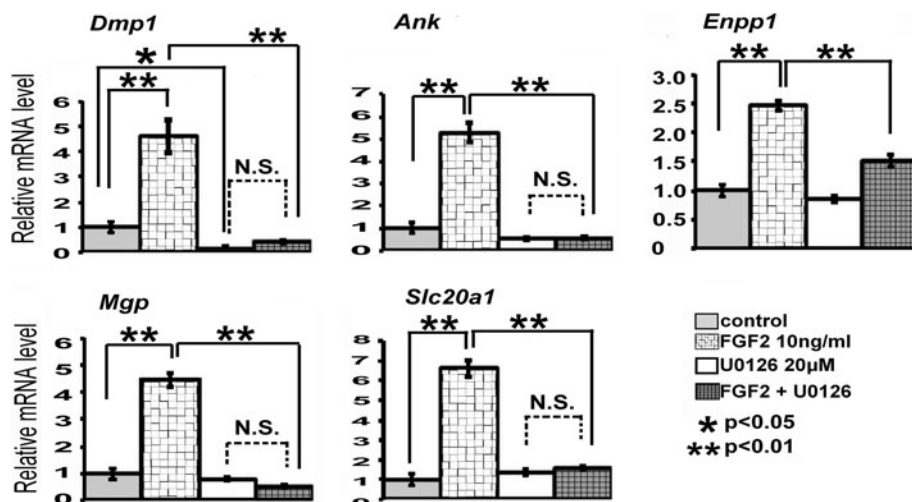 Dmp1
**
*
**
Relative mRNA level
6
5
4
3
2
1
0
N.S.
Ank
**
**
7
6
5
4
3
2
1
0
N.S.
Enpp1
**
**
3.0
2.5
2.0
1.5
1.0
0.5
0
Mgp
**
**
Relative mRNA level
6
5
4
3
2
1
0
N.S.
Slc20a1
**
**
8
7
6
5
4
3
2
1
0
N.S.
control
FGF2 10ng/ml
U0126 20µM
FGF2 + U0126
* p<0.05
** p<0.01